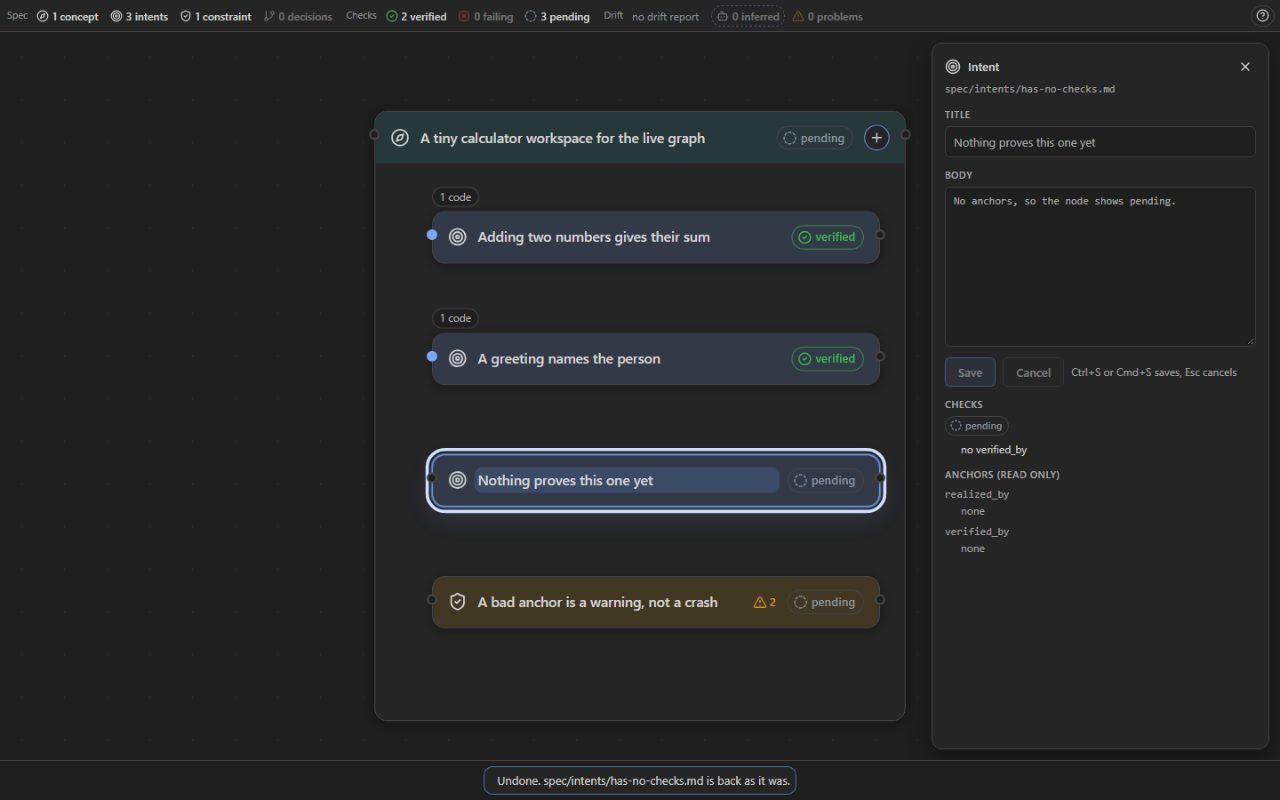 Spec 1 concept 3 intents 1 constraint 0 decisions Checks 2 verified 0 failing 3 pending Drift no drift report 0 inferred 0 problems
Intent
spec/intents/has-no-checks.md
TITLE
Nothing proves this one yet
BODY
No anchors, so the node shows pending.
Save Cancel Ctrl+S or Cmd+S saves, Esc cancels
CHECKS
pending
no verified_by
ANCHORS (READ ONLY)
realized_by
none
verified_by
none
A tiny calculator workspace for the live graph pending
1 code
Adding two numbers gives their sum verified
1 code
A greeting names the person verified
Nothing proves this one yet pending
A bad anchor is a warning, not a crash 2 pending
Undone. spec/intents/has-no-checks.md is back as it was.